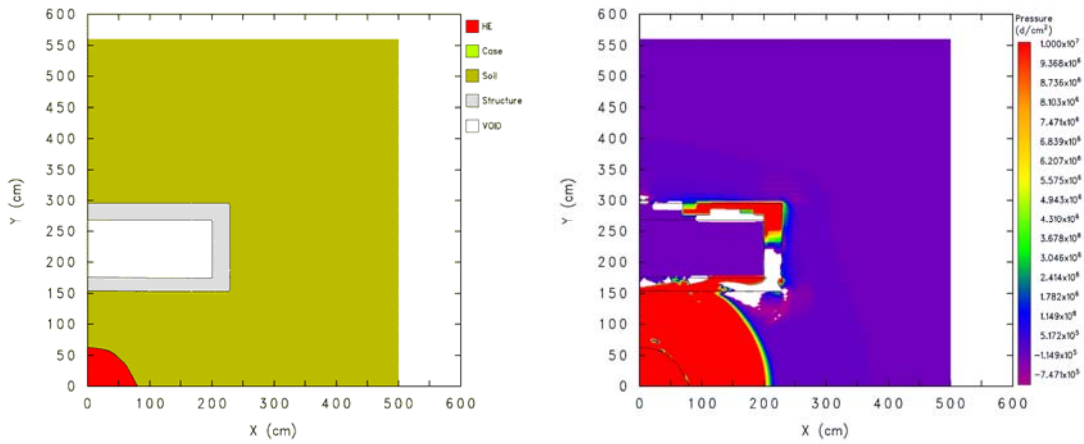 600
550
500
450
400
350
300
250
200
150
100
50
0
Y (cm)
0 100 200 300 400 500 600
X (cm)
HE
Case
Soil
Structure
VOID
600
550
500
450
400
350
300
250
200
150
100
50
0
Y (cm)
0 100 200 300 400 500 600
X (cm)
Pressure
(d/cm²)
1.000x10⁷
9.368x10⁶
8.736x10⁶
8.103x10⁶
7.471x10⁶
6.839x10⁶
6.207x10⁶
5.575x10⁶
4.943x10⁶
4.310x10⁶
3.678x10⁶
3.046x10⁶
2.414x10⁶
1.782x10⁶
1.149x10⁶
5.172x10⁵
-1.149x10⁵
-7.471x10⁵